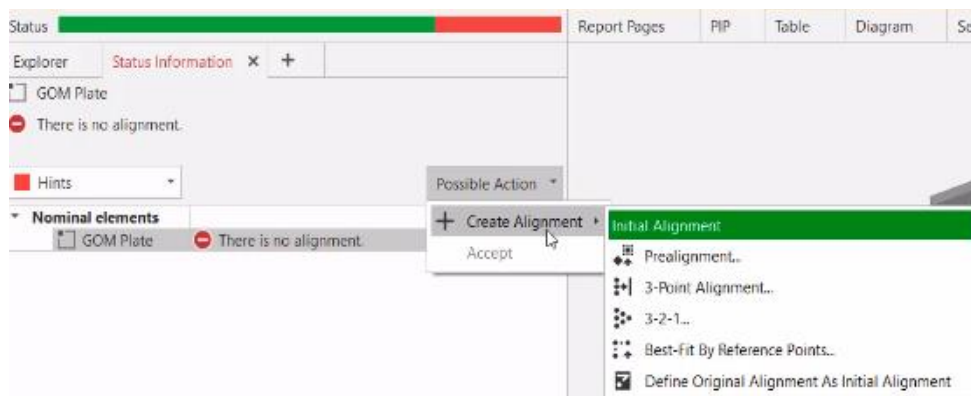 Status
Report Pages PIP Table Diagram
Explorer Status Information × +
GOM Plate
There is no alignment.
Hints
Possible Action
Nominal elements
GOM Plate There is no alignment.
Create Alignment
Accept
Initial Alignment
Prealignment...
3-Point Alignment...
3-2-1...
Best-Fit By Reference Points...
Define Original Alignment As Initial Alignment